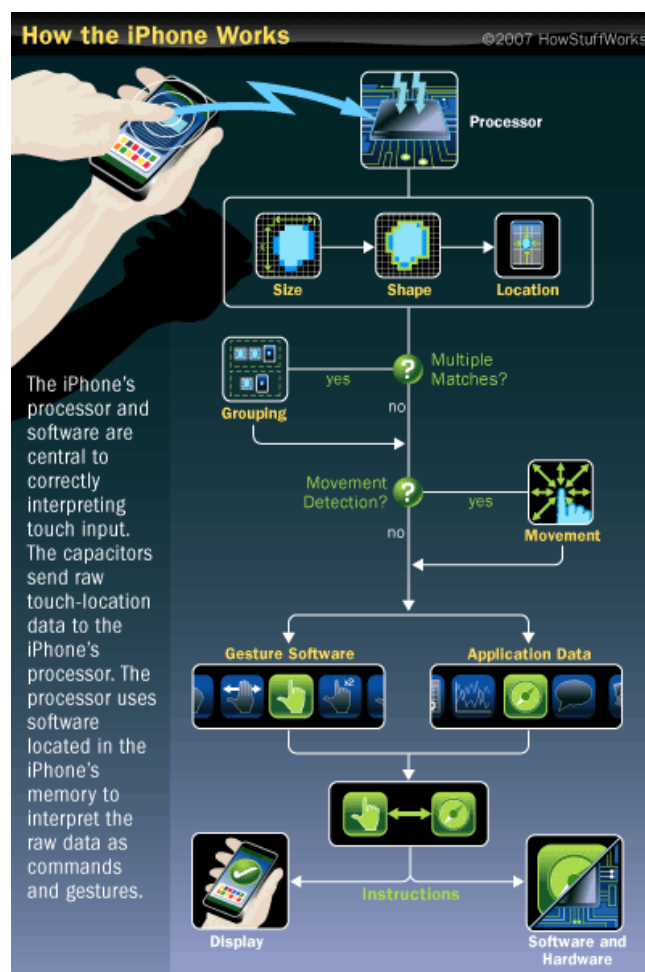 How the iPhone Works
©2007 HowStuffWorks
Processor
Size
Shape
Location
?
Multiple
Matches?
yes
Grouping
no
Movement
Detection?
?
yes
Movement
no
Gesture Software
Application Data
x2
Instructions
Display
Software and
Hardware
The iPhone's
processor and
software are
central to
correctly
interpreting
touch input.
The capacitors
send raw
touch-location
data to the
iPhone's
processor. The
processor uses
software
located in the
iPhone's
memory to
interpret the
raw data as
commands
and gestures.